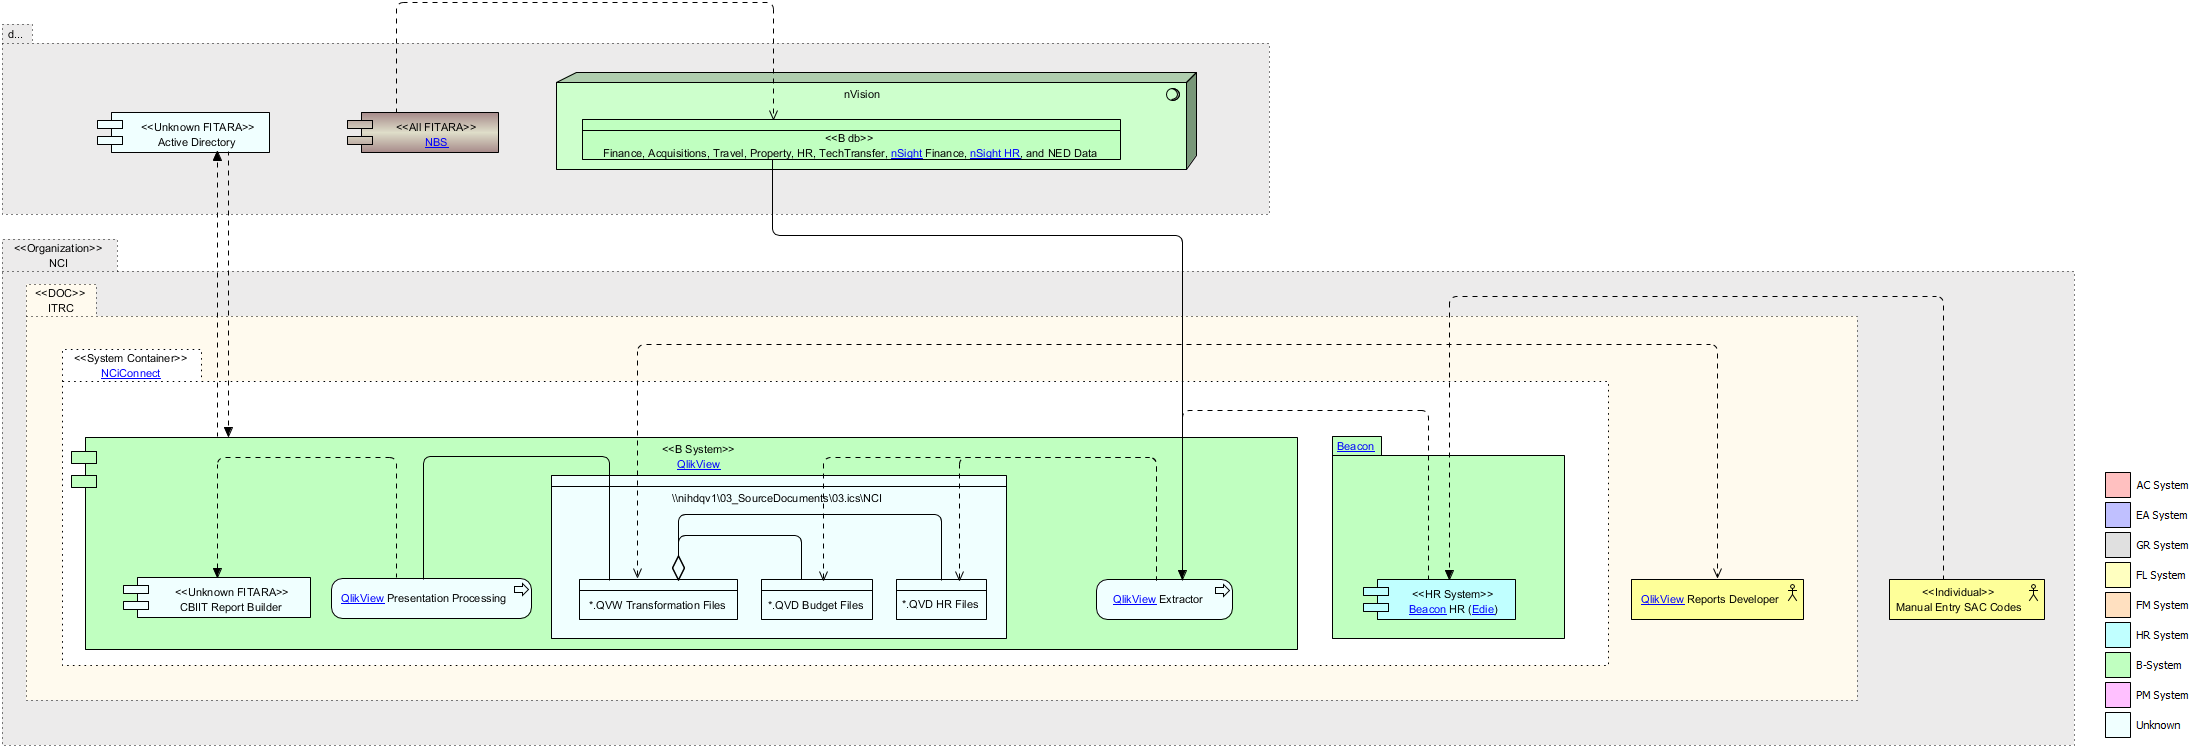 d...
nVision
<<Unknown FITARA>>
Active Directory
<<All FITARA>>
NBS
<<B db>>
Finance, Acquisitions, Travel, Property, HR, TechTransfer, nSight Finance, nSight HR, and NED Data
<<Organization>>
NCI
<<DOC>>
ITRC
<<System Container>>
NCiConnect
<<B System>>
QlikView
Beacon
\\nihdqv1\03_SourceDocuments\03.ics\NCI
<<Unknown FITARA>>
CBIIT Report Builder
QlikView Presentation Processing
*.QVW Transformation Files
*.QVD Budget Files
*.QVD HR Files
QlikView Extractor
<<HR System>>
Beacon HR (Edie)
QlikView Reports Developer
<<Individual>>
Manual Entry SAC Codes
AC System
EA System
GR System
FL System
FM System
HR System
B-System
PM System
Unknown